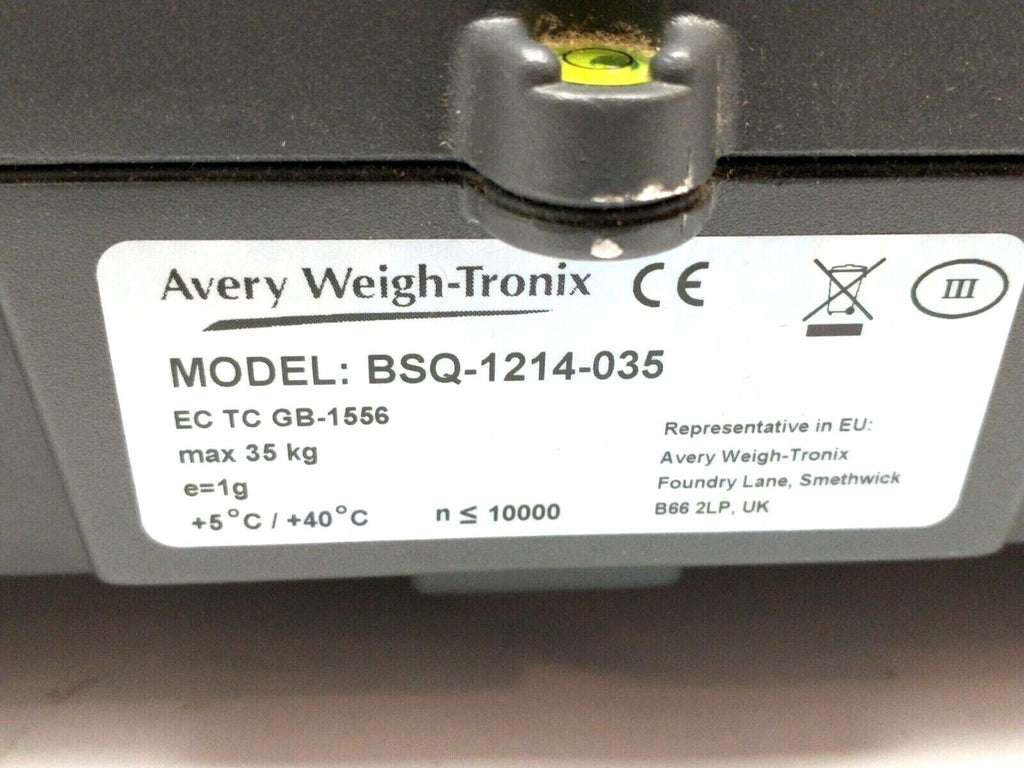 Avery Weigh-Tronix CE III
MODEL: BSQ-1214-035
EC TC GB-1556
max 35 kg
e=1g
+5°C / +40°C n ≤ 10000
Representative in EU:
Avery Weigh-Tronix
Foundry Lane, Smethwick
B66 2LP, UK